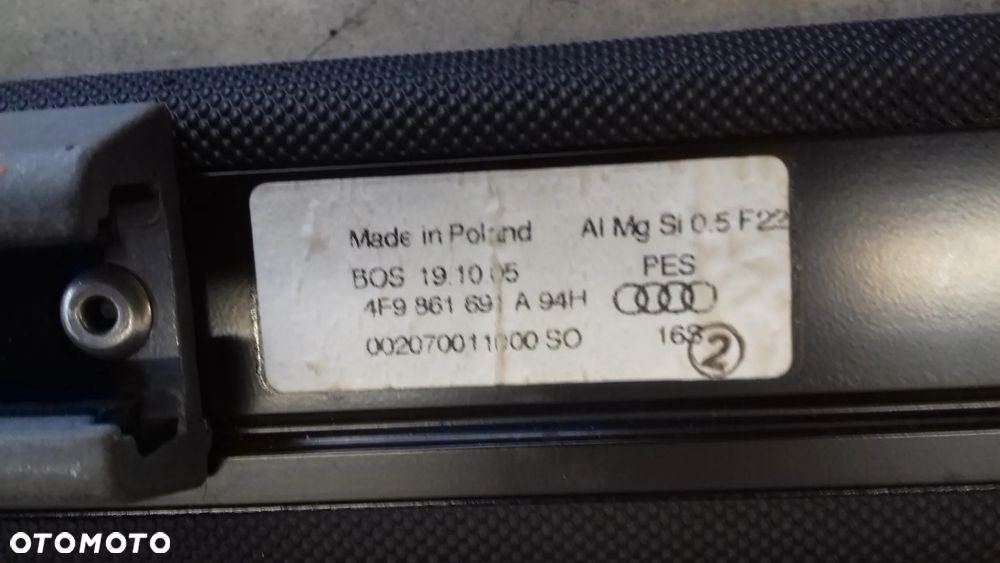 Made in Poland Al Mg Si 0.5 F22
BOS 19.10.05 PES
4F9 861 691 A 94H
002070011000 SO 16S
2
OTOMOTO